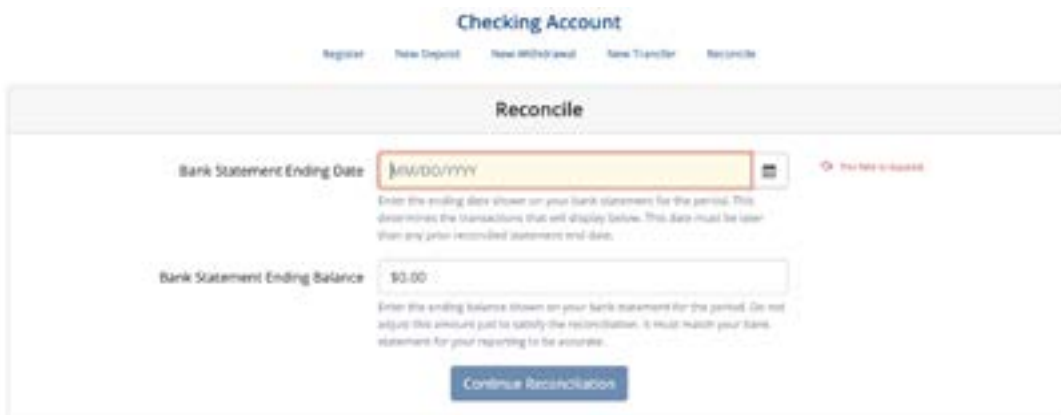 Checking Account
Register New Deposit New Withdrawal New Transfer Reconcile
Reconcile
Bank Statement Ending Date
MM/DD/YYYY
This field is required.
Enter the ending date shown on your bank statement for the period. This
determines the transactions that will display below. This date must be later
than any prior reconciled statement end date.
Bank Statement Ending Balance
$0.00
Enter the ending balance shown on your bank statement for the period. Do not
adjust this amount just to satisfy the reconciliation. It must match your bank
statement for your reporting to be accurate.
Continue Reconciliation